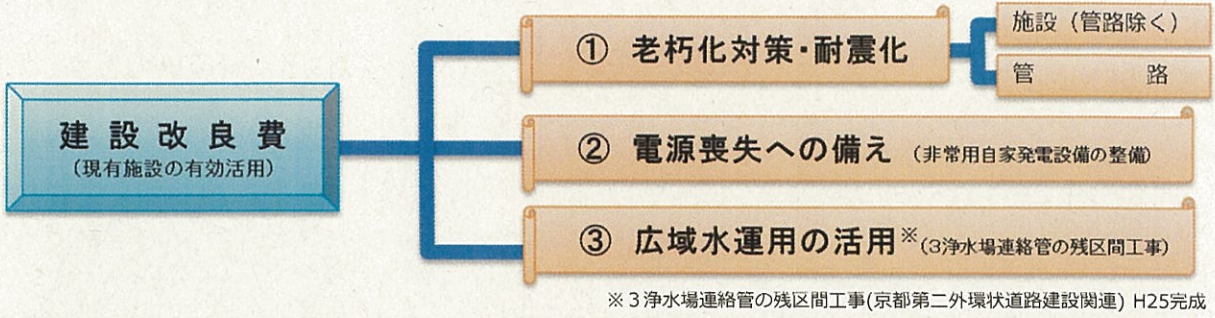 建設改良費
(現有施設の有効活用)
① 老朽化対策・耐震化
施設（管路除く）
管　　　路
② 電源喪失への備え（非常用自家発電設備の整備）
③ 広域水運用の活用※(3浄水場連絡管の残区間工事)
※３浄水場連絡管の残区間工事(京都第二外環状道路建設関連) H25完成